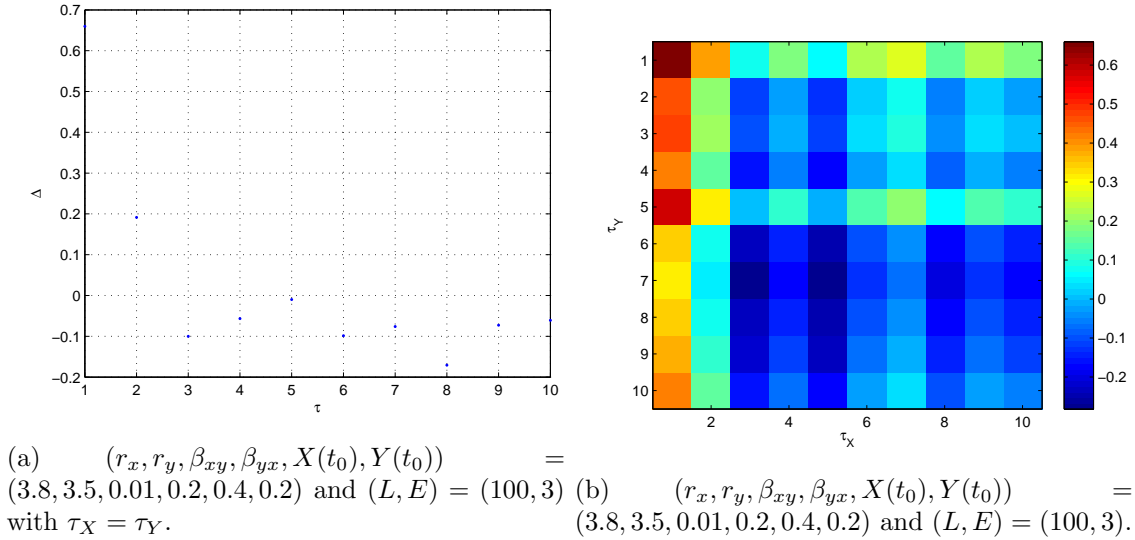 0.7
0.6
0.5
0.4
0.3
0.2
0.1
0
−0.1
−0.2
Δ
1 2 3 4 5 6 7 8 9 10
τ
1
2
3
4
5
6
7
8
9
10
τ_Y
2 4 6 8 10
τ_X
0.6
0.5
0.4
0.3
0.2
0.1
0
−0.1
−0.2
(a) (r_x, r_y, β_xy, β_yx, X(t_0), Y(t_0)) =
(3.8, 3.5, 0.01, 0.2, 0.4, 0.2) and (L, E) = (100, 3)
with τ_X = τ_Y.
(b) (r_x, r_y, β_xy, β_yx, X(t_0), Y(t_0)) =
(3.8, 3.5, 0.01, 0.2, 0.4, 0.2) and (L, E) = (100, 3).